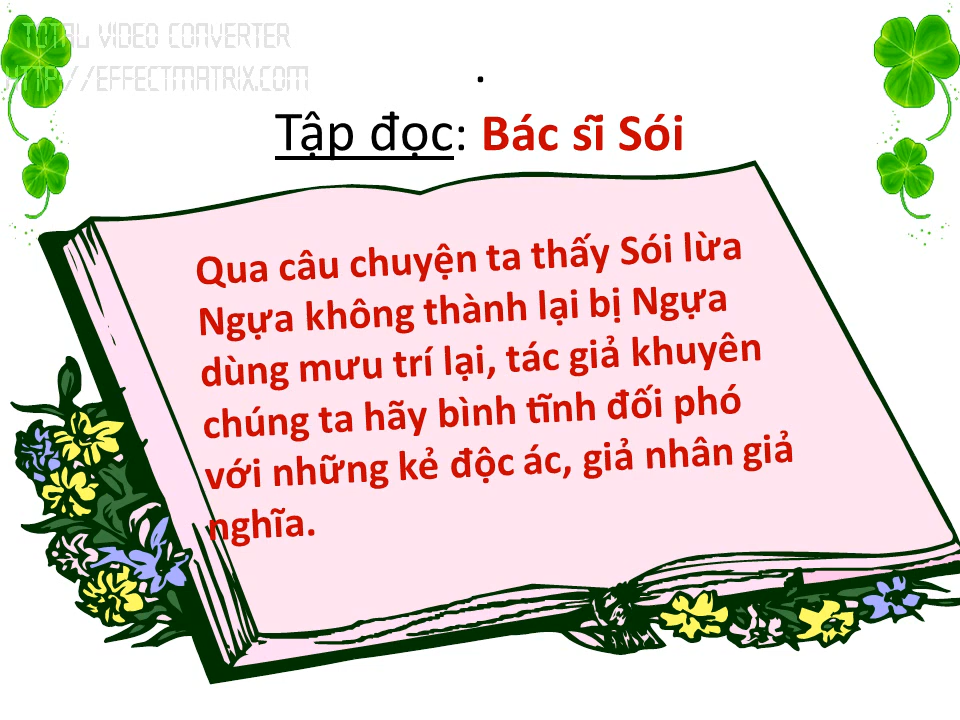 TOTAL VIDEO CONVERTER
HTTP://EFFECTMATRIX.COM
.
Tập đọc: Bác sĩ Sói
Qua câu chuyện ta thấy Sói lừa
Ngựa không thành lại bị Ngựa
dùng mưu trí lại, tác giả khuyên
chúng ta hãy bình tĩnh đối phó
với những kẻ độc ác, giả nhân giả
nghĩa.